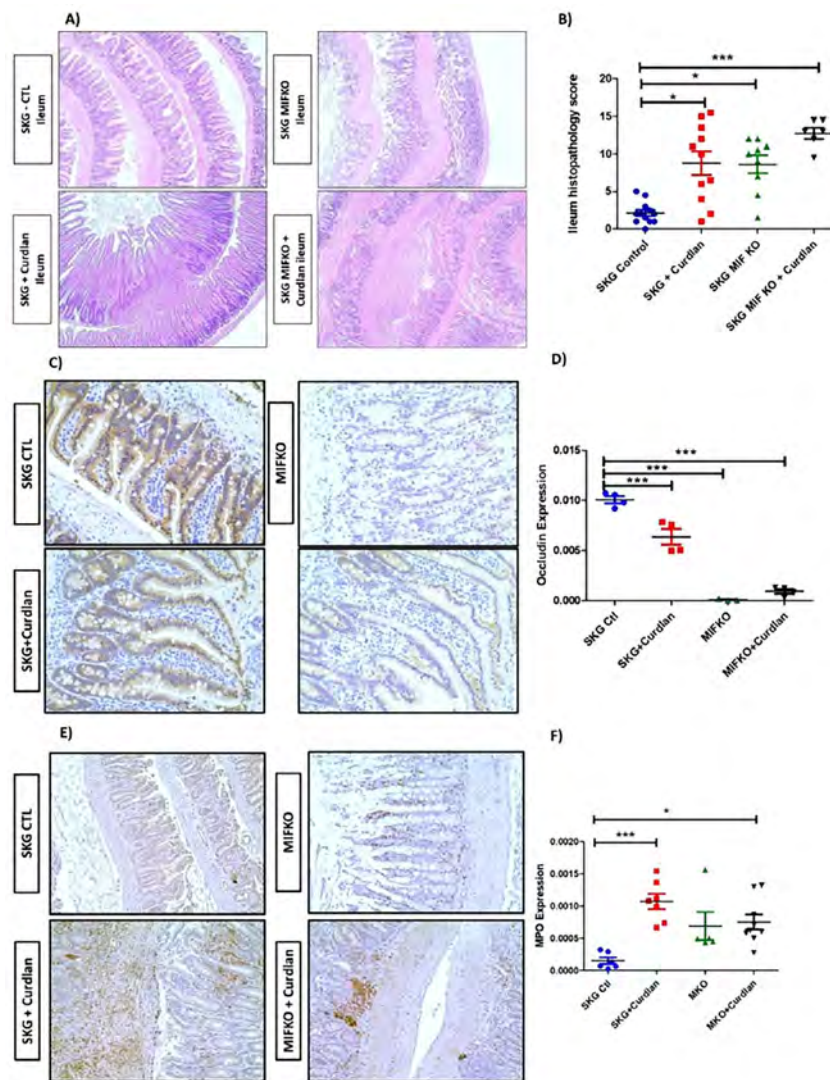 A)
SKG - CTL
Ileum
SKG MIFKO
Ileum
SKG + Curdlan
Ileum
SKG MIFKO +
Curdlan ileum
B)
***
*
*
Ileum histopathology score
20
15
10
5
0
SKG Control
SKG + Curdlan
SKG MIF KO
SKG MIF KO + Curdlan
C)
SKG CTL
MIFKO
SKG+Curdlan
D)
***
***
***
Occludin Expression
0.015
0.010
0.005
0.000
SKG Ctl
SKG+Curdlan
MIFKO
MIFKO+Curdlan
E)
SKG CTL
MIFKO
SKG + Curdlan
MIFKO + Curdlan
F)
*
***
MPO Expression
0.0020
0.0015
0.0010
0.0005
0.0000
SKG Ctl
SKG+Curdlan
MKO
MKO+Curdlan